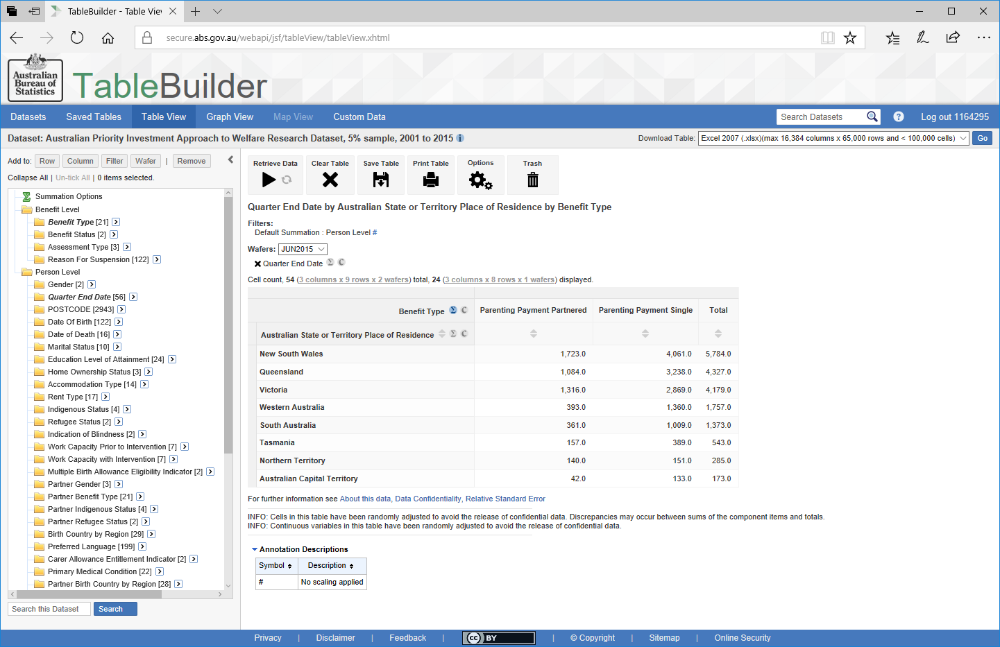 TableBuilder - Table Vie
secure.abs.gov.au/webapi/jsf/tableView/tableView.xhtml
Australian
Bureau of
Statistics
TableBuilder
Datasets Saved Tables Table View Graph View Map View Custom Data Search Datasets ? Log out 1164295
Dataset: Australian Priority Investment Approach to Welfare Research Dataset, 5% sample, 2001 to 2015 i
Download Table: Excel 2007 (.xlsx)(max 16,384 columns x 65,000 rows and < 100,000 cells) Go
Add to: Row Column Filter Wafer | Remove
Collapse All | Un-tick All | 0 items selected.
Summation Options
Benefit Level
Benefit Type [21]
Benefit Status [2]
Assessment Type [3]
Reason For Suspension [122]
Person Level
Gender [2]
Quarter End Date [56]
POSTCODE [2943]
Date Of Birth [122]
Date of Death [16]
Marital Status [10]
Education Level of Attainment [24]
Home Ownership Status [3]
Accommodation Type [14]
Rent Type [17]
Indigenous Status [4]
Refugee Status [2]
Indication of Blindness [2]
Work Capacity Prior to Intervention [7]
Work Capacity with Intervention [7]
Multiple Birth Allowance Eligibility Indicator [2]
Partner Gender [3]
Partner Benefit Type [21]
Partner Indigenous Status [4]
Partner Refugee Status [2]
Birth Country by Region [29]
Preferred Language [199]
Carer Allowance Entitlement Indicator [2]
Primary Medical Condition [22]
Partner Birth Country by Region [28]
Search this Dataset Search
Retrieve Data Clear Table Save Table Print Table Options Trash
Quarter End Date by Australian State or Territory Place of Residence by Benefit Type
Filters:
Default Summation : Person Level #
Wafers: JUN2015
Quarter End Date Σ C
Cell count, 54 (3 columns x 9 rows x 2 wafers) total, 24 (3 columns x 8 rows x 1 wafers) displayed.
Benefit Type Σ C Parenting Payment Partnered Parenting Payment Single Total
Australian State or Territory Place of Residence Σ C
New South Wales 1,723.0 4,061.0 5,784.0
Queensland 1,084.0 3,238.0 4,327.0
Victoria 1,316.0 2,869.0 4,179.0
Western Australia 393.0 1,360.0 1,757.0
South Australia 361.0 1,009.0 1,373.0
Tasmania 157.0 389.0 543.0
Northern Territory 140.0 151.0 285.0
Australian Capital Territory 42.0 133.0 173.0
For further information see About this data, Data Confidentiality, Relative Standard Error
INFO: Cells in this table have been randomly adjusted to avoid the release of confidential data. Discrepancies may occur between sums of the component items and totals.
INFO: Continuous variables in this table have been randomly adjusted to avoid the release of confidential data.
Annotation Descriptions
Symbol Description
# No scaling applied
Privacy | Disclaimer | Feedback | cc BY | © Copyright | Sitemap | Online Security